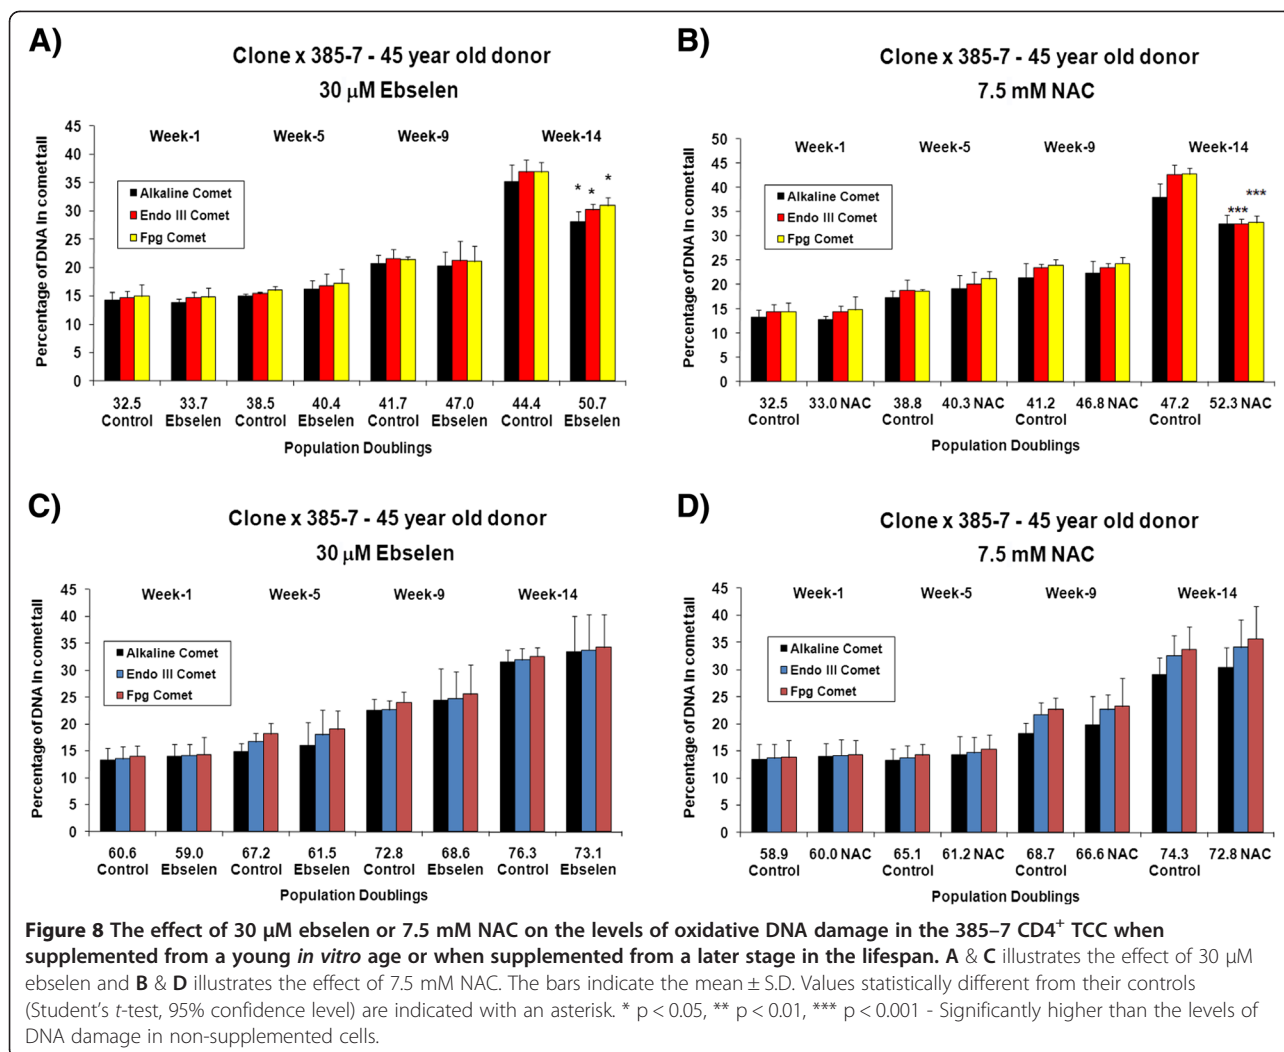 A)
Clone x 385-7 - 45 year old donor
30 µM Ebselen
Week-1 Week-5 Week-9 Week-14
Percentage of DNA In comet tail
45
40
35
30
25
20
15
10
5
0
Alkaline Comet
Endo III Comet
Fpg Comet
* * *
32.5 33.7 38.5 40.4 41.7 47.0 44.4 50.7
Control Ebselen Control Ebselen Control Ebselen Control Ebselen
Population Doublings
B)
Clone x 385-7 - 45 year old donor
7.5 mM NAC
Week-1 Week-5 Week-9 Week-14
Percentage of DNA In comet tail
50
45
40
35
30
25
20
15
10
5
0
Alkaline Comet
Endo III Comet
Fpg Comet
*** ***
32.5 33.0 NAC 38.8 40.3 NAC 41.2 46.8 NAC 47.2 52.3 NAC
Control Control Control Control
Population Doublings
C)
Clone x 385-7 - 45 year old donor
30 µM Ebselen
Week-1 Week-5 Week-9 Week-14
Percentage of DNA In comet tail
45
40
35
30
25
20
15
10
5
0
Alkaline Comet
Endo III Comet
Fpg Comet
60.6 59.0 67.2 61.5 72.8 68.6 76.3 73.1
Control Ebselen Control Ebselen Control Ebselen Control Ebselen
Population Doublings
D)
Clone x 385-7 - 45 year old donor
7.5 mM NAC
Week-1 Week-5 Week-9 Week-14
Percentage of DNA In comet tail
45
40
35
30
25
20
15
10
5
0
Alkaline Comet
Endo III Comet
Fpg Comet
58.9 60.0 NAC 65.1 61.2 NAC 68.7 66.6 NAC 74.3 72.8 NAC
Control Control Control Control
Population Doublings
Figure 8 The effect of 30 µM ebselen or 7.5 mM NAC on the levels of oxidative DNA damage in the 385–7 CD4⁺ TCC when
supplemented from a young in vitro age or when supplemented from a later stage in the lifespan. A & C illustrates the effect of 30 µM
ebselen and B & D illustrates the effect of 7.5 mM NAC. The bars indicate the mean ± S.D. Values statistically different from their controls
(Student's t-test, 95% confidence level) are indicated with an asterisk. * p < 0.05, ** p < 0.01, *** p < 0.001 - Significantly higher than the levels of
DNA damage in non-supplemented cells.